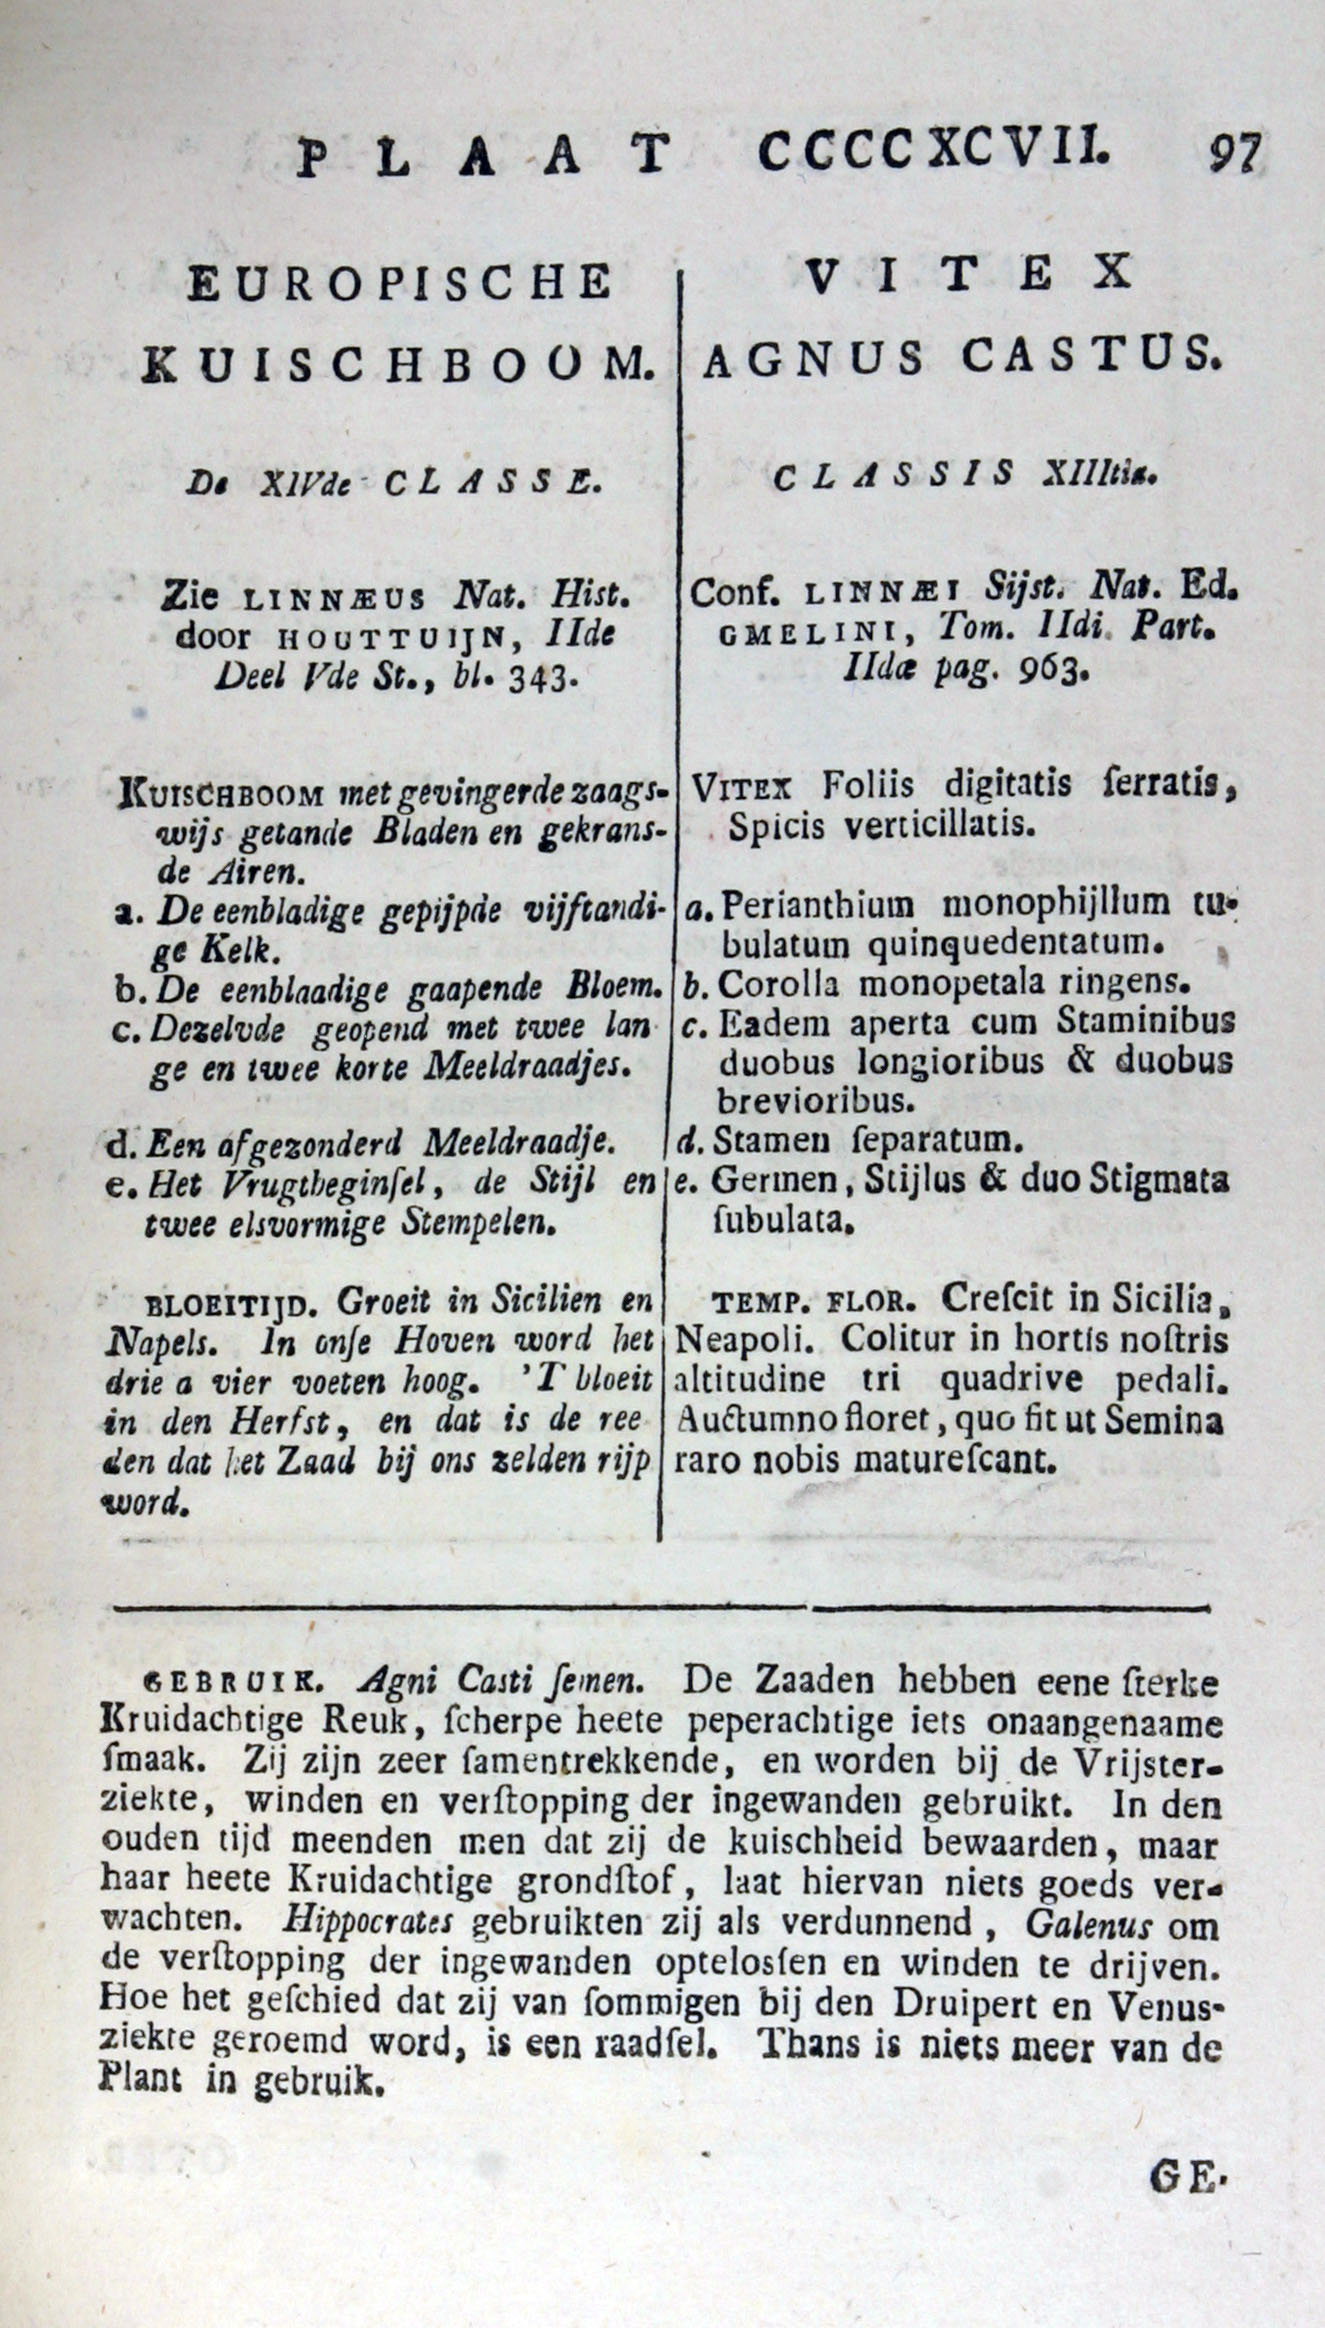 PLAAT CCCCXCVII. 97
EUROPISCHE
KUISCHBOOM.
De XIVde CLASSE.
Zie LINNÆUS Nat. Hist.
door HOUTTUIJN, IIde
Deel Vde St., bl. 343.
KUISCHBOOM met gevingerde zaags-
wijs getande Bladen en gekrans-
de Airen.
a. De eenbladige gepijpde vijftandi-
ge Kelk.
b. De eenblaadige gaapende Bloem.
c. Dezelvde geopend met twee lan
ge en twee korte Meeldraadjes.
d. Een afgezonderd Meeldraadje.
e. Het Vrugtbeginſel, de Stijl en
twee elsvormige Stempelen.
BLOEITIJD. Groeit in Sicilien en
Napels. In onſe Hoven word het
drie a vier voeten hoog. 'T bloeit
in den Herfst, en dat is de ree
den dat het Zaad bij ons zelden rijp
word.
VITEX
AGNUS CASTUS.
CLASSIS XIIIItiæ.
Conf. LINNÆI Sijst. Nat. Ed.
GMELINI, Tom. IIdi. Part.
IIdæ pag. 963.
VITEX Foliis digitatis ſerratis,
Spicis verticillatis.
a. Perianthium monophijllum tu-
bulatum quinquedentatum.
b. Corolla monopetala ringens.
c. Eadem aperta cum Staminibus
duobus longioribus & duobus
brevioribus.
d. Stamen ſeparatum.
e. Germen, Stijlus & duo Stigmata
ſubulata.
TEMP. FLOR. Creſcit in Sicilia,
Neapoli. Colitur in hortis noſtris
altitudine tri quadrive pedali.
Auctumno floret, quo fit ut Semina
raro nobis matureſcant.
GEBRUIK. Agni Casti ſemen. De Zaaden hebben eene ſterke
Kruidachtige Reuk, ſcherpe heete peperachtige iets onaangenaame
ſmaak. Zij zijn zeer ſamentrekkende, en worden bij de Vrijster-
ziekte, winden en verſtopping der ingewanden gebruikt. In den
ouden tijd meenden men dat zij de kuischheid bewaarden, maar
haar heete Kruidachtige grondſtof, laat hiervan niets goeds ver-
wachten. Hippocrates gebruikten zij als verdunnend, Galenus om
de verſtopping der ingewanden optelosſen en winden te drijven.
Hoe het geſchied dat zij van ſommigen bij den Druipert en Venus-
ziekte geroemd word, is een raadſel. Thans is niets meer van de
Plant in gebruik.
GE-